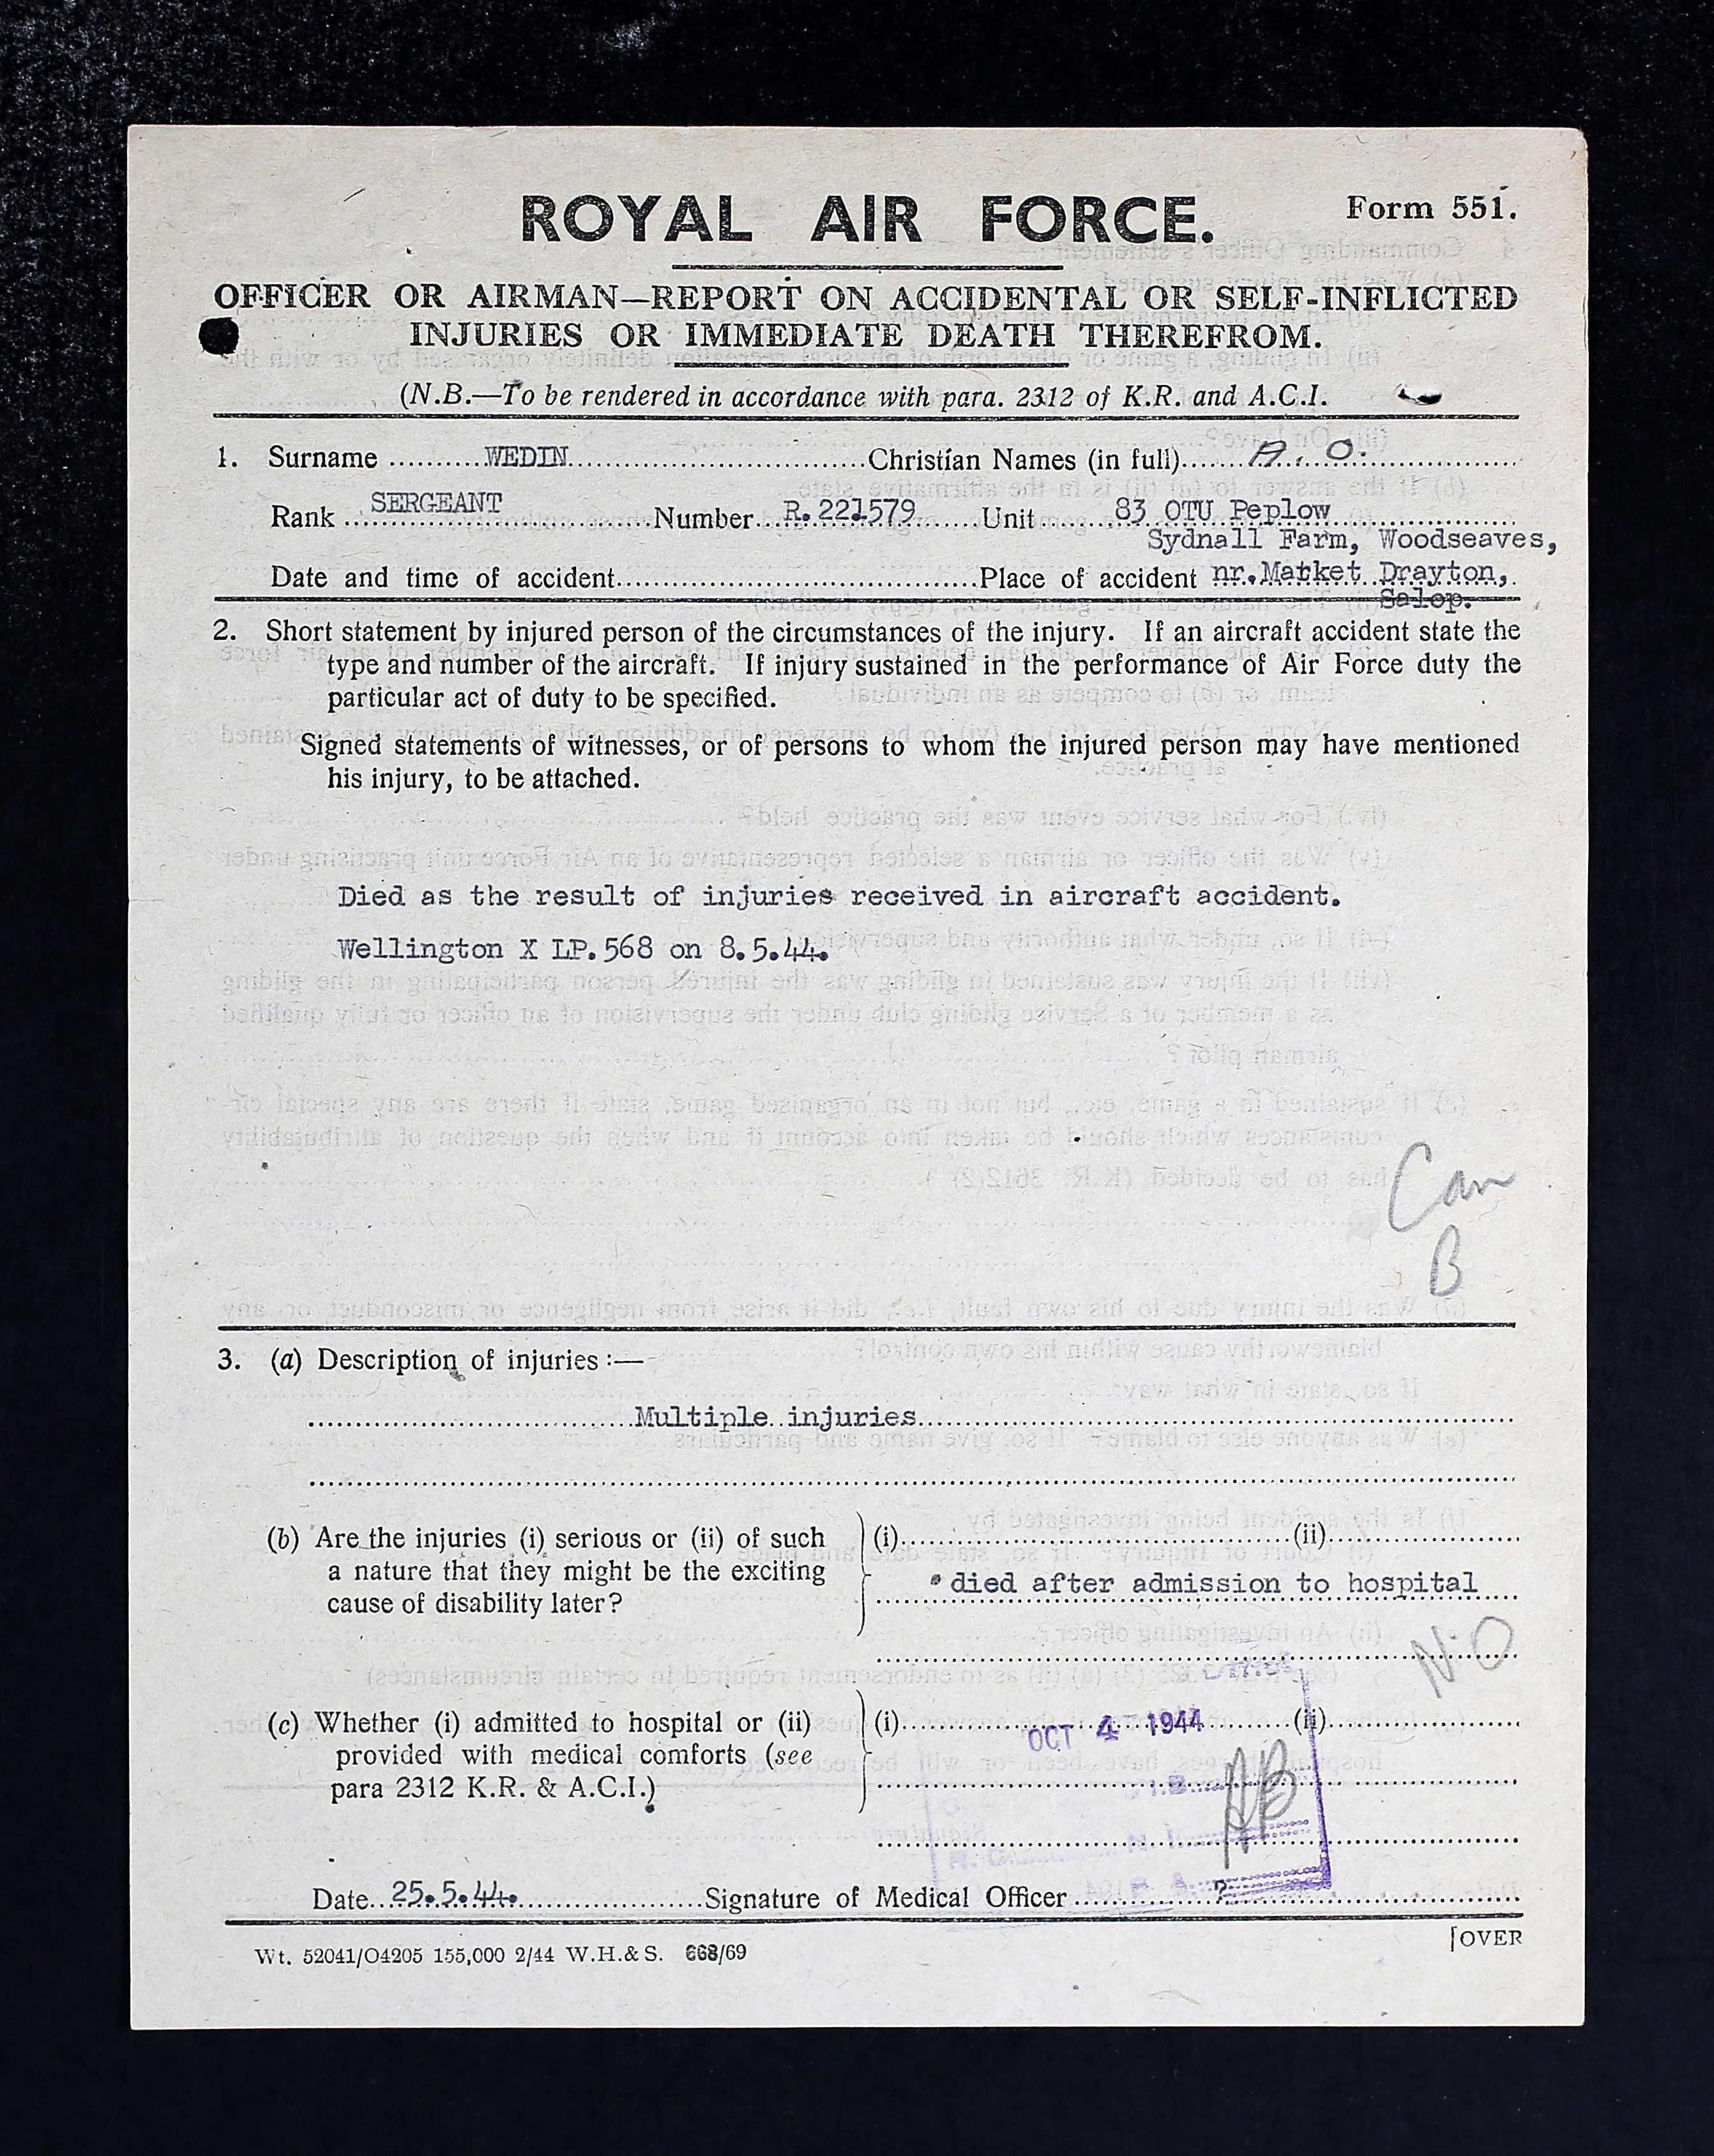 ROYAL AIR FORCE.
Form 551.
OFFICER OR AIRMAN—REPORT ON ACCIDENTAL OR SELF-INFLICTED
INJURIES OR IMMEDIATE DEATH THEREFROM.
(N.B.—To be rendered in accordance with para. 2312 of K.R. and A.C.I.
1. Surname WEDIN Christian Names (in full) A. O.
Rank SERGEANT Number R.221579 Unit 83 OTU Peplow
Sydnall Farm, Woodseaves,
Date and time of accident Place of accident nr.Matket Drayton,
Salop.
2. Short statement by injured person of the circumstances of the injury. If an aircraft accident state the
type and number of the aircraft. If injury sustained in the performance of Air Force duty the
particular act of duty to be specified.
Signed statements of witnesses, or of persons to whom the injured person may have mentioned
his injury, to be attached.
Died as the result of injuries received in aircraft accident.
Wellington X LP.568 on 8.5.44.
Can
B
3. (a) Description of injuries :—
Multiple injuries
(b) Are the injuries (i) serious or (ii) of such
a nature that they might be the exciting
cause of disability later?
(i) (ii)
died after admission to hospital
N.O
(c) Whether (i) admitted to hospital or (ii)
provided with medical comforts (see
para 2312 K.R. & A.C.I.)
(i) (ii)
OCT 4 1944
AB
Date 25.5.44. Signature of Medical Officer ?
[OVER
Wt. 52041/O4205 155,000 2/44 W.H.& S. 668/69